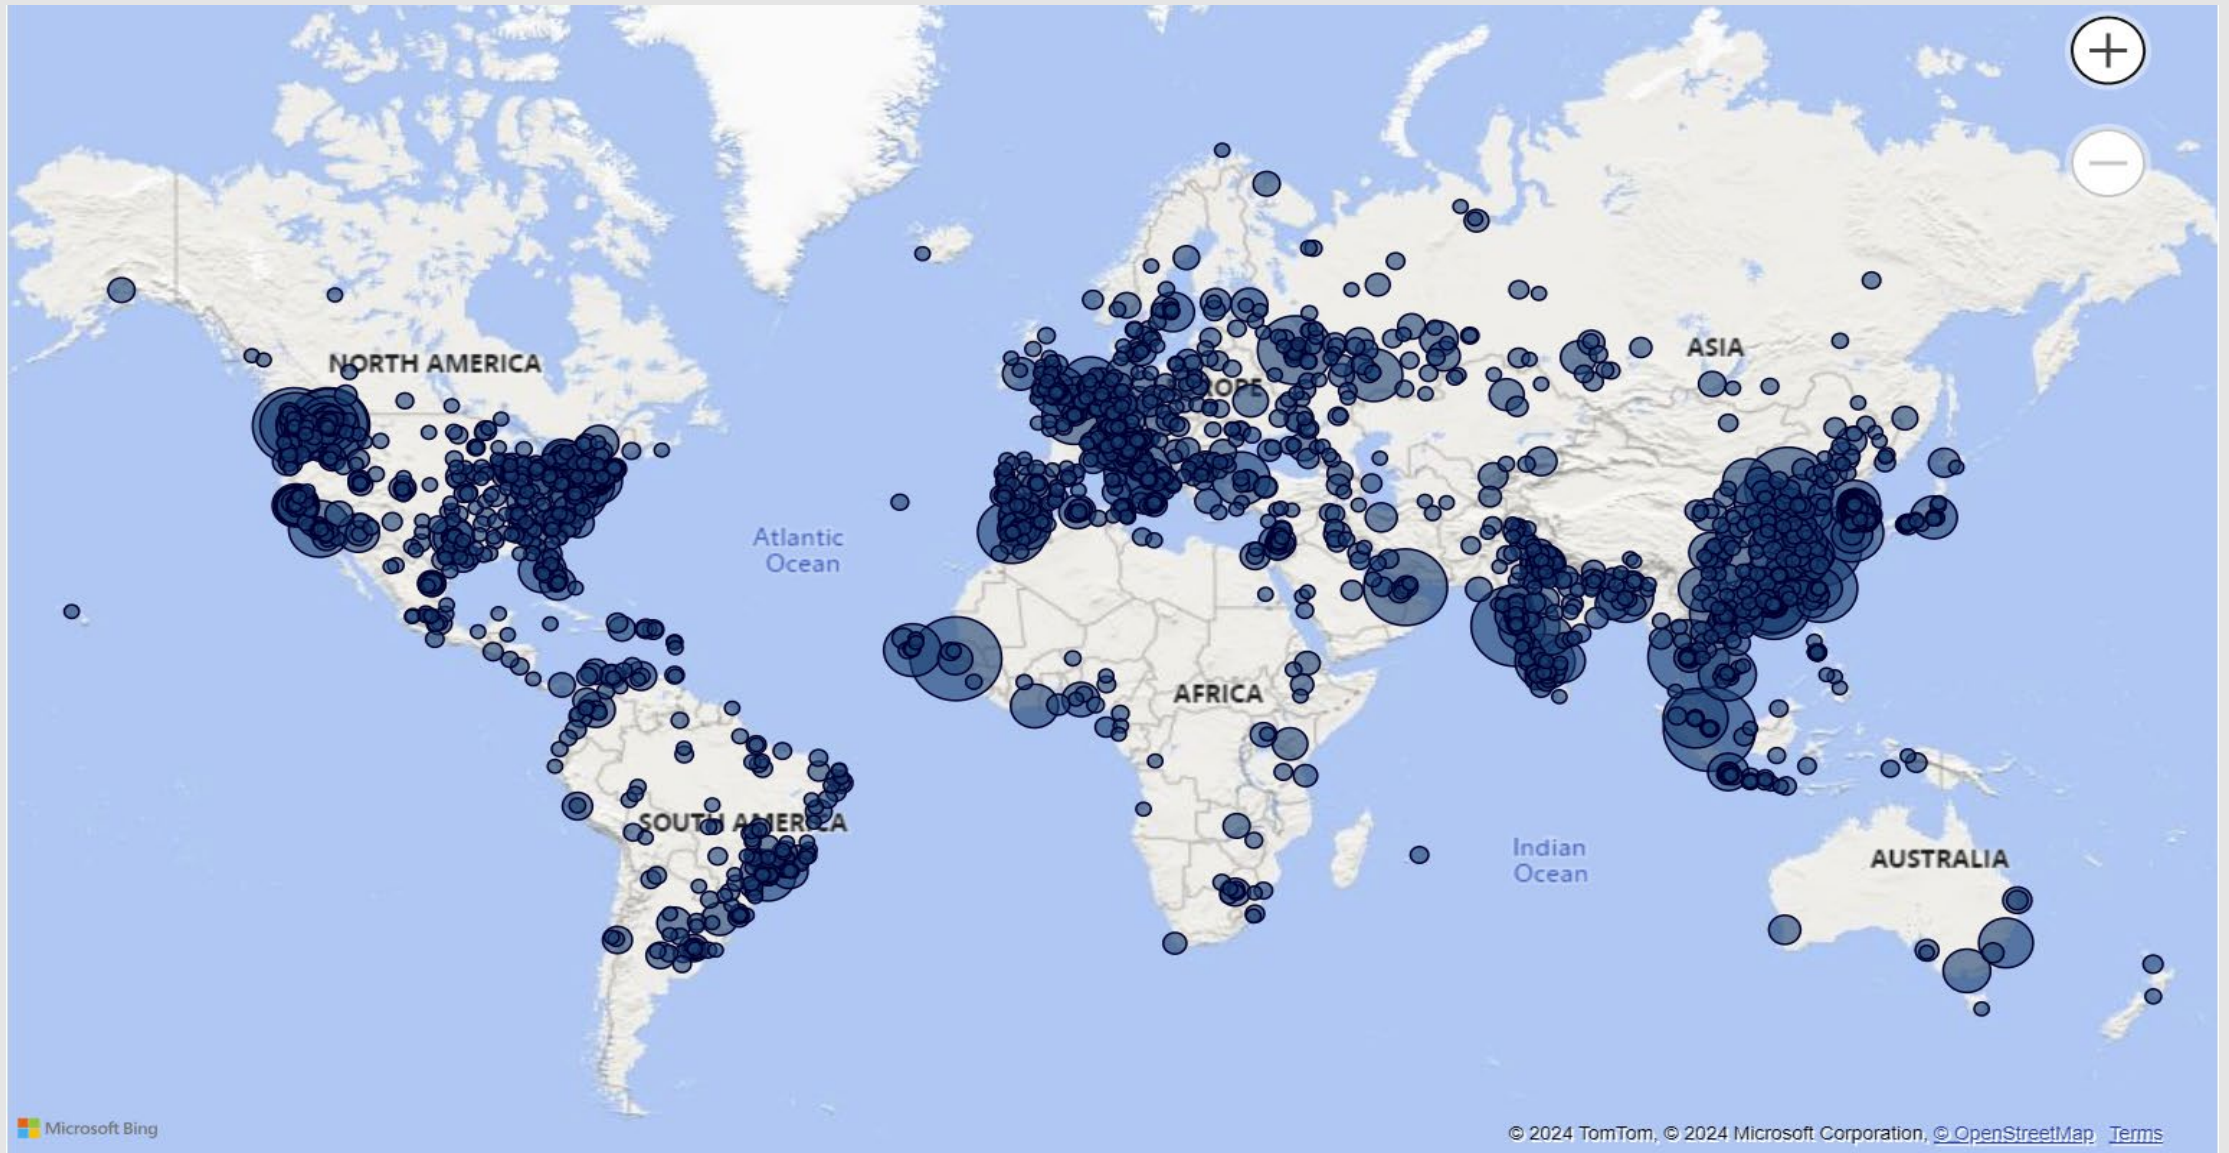 +
−
NORTH AMERICA
ASIA
EUROPE
Atlantic
Ocean
AFRICA
SOUTH AMERICA
Indian
Ocean
AUSTRALIA
Microsoft Bing
© 2024 TomTom, © 2024 Microsoft Corporation, © OpenStreetMap Terms